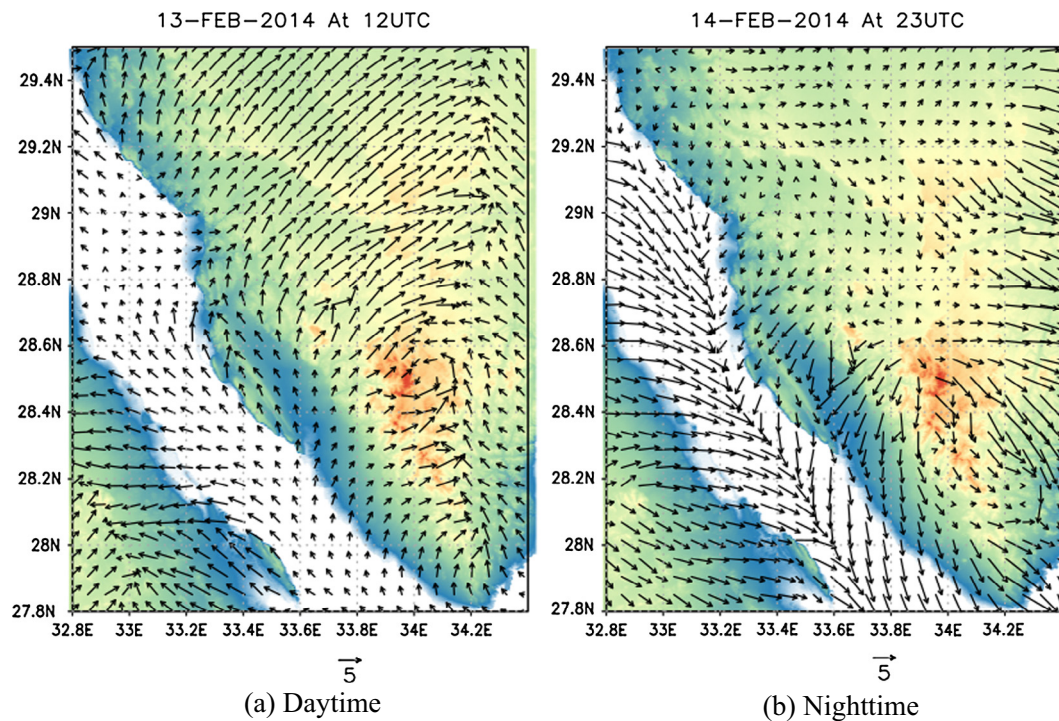 13-FEB-2014 At 12UTC
29.4N
29.2N
29N
28.8N
28.6N
28.4N
28.2N
28N
27.8N
32.8E 33E 33.2E 33.4E 33.6E 33.8E 34E 34.2E
5
(a) Daytime
14-FEB-2014 At 23UTC
29.4N
29.2N
29N
28.8N
28.6N
28.4N
28.2N
28N
27.8N
32.8E 33E 33.2E 33.4E 33.6E 33.8E 34E 34.2E
5
(b) Nighttime